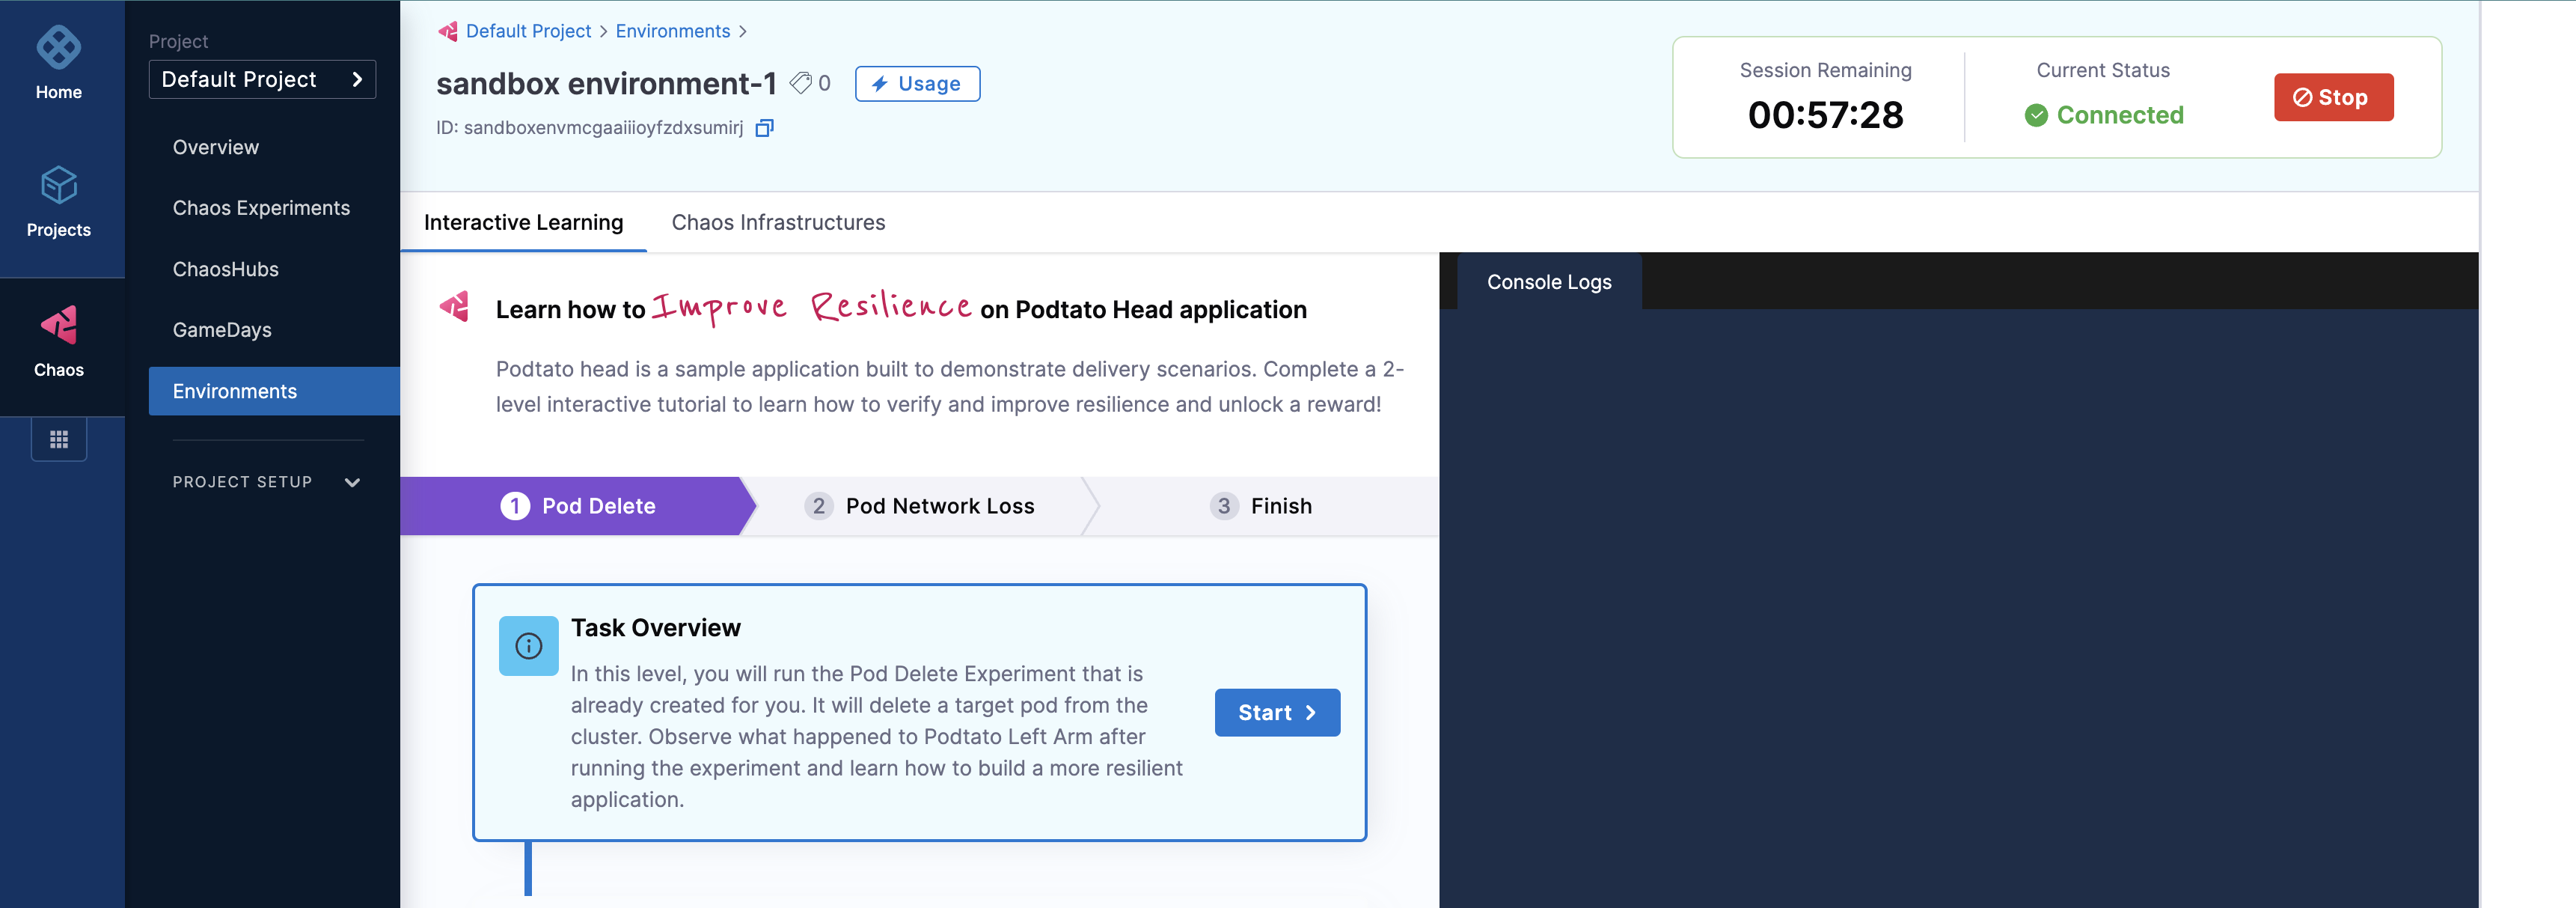 Home
Projects
Chaos
Project
Default Project
Overview
Chaos Experiments
ChaosHubs
GameDays
Environments
PROJECT SETUP
Default Project > Environments >
sandbox environment-1 0 Usage
ID: sandboxenvmcgaaiiioyfzdxsumirj
Session Remaining
00:57:28
Current Status
Connected
Stop
Interactive Learning Chaos Infrastructures
Learn how to Improve Resilience on Podtato Head application
Podtato head is a sample application built to demonstrate delivery scenarios. Complete a 2-
level interactive tutorial to learn how to verify and improve resilience and unlock a reward!
1 Pod Delete 2 Pod Network Loss 3 Finish
Task Overview
In this level, you will run the Pod Delete Experiment that is
already created for you. It will delete a target pod from the
cluster. Observe what happened to Podtato Left Arm after
running the experiment and learn how to build a more resilient
application.
Start >
Console Logs